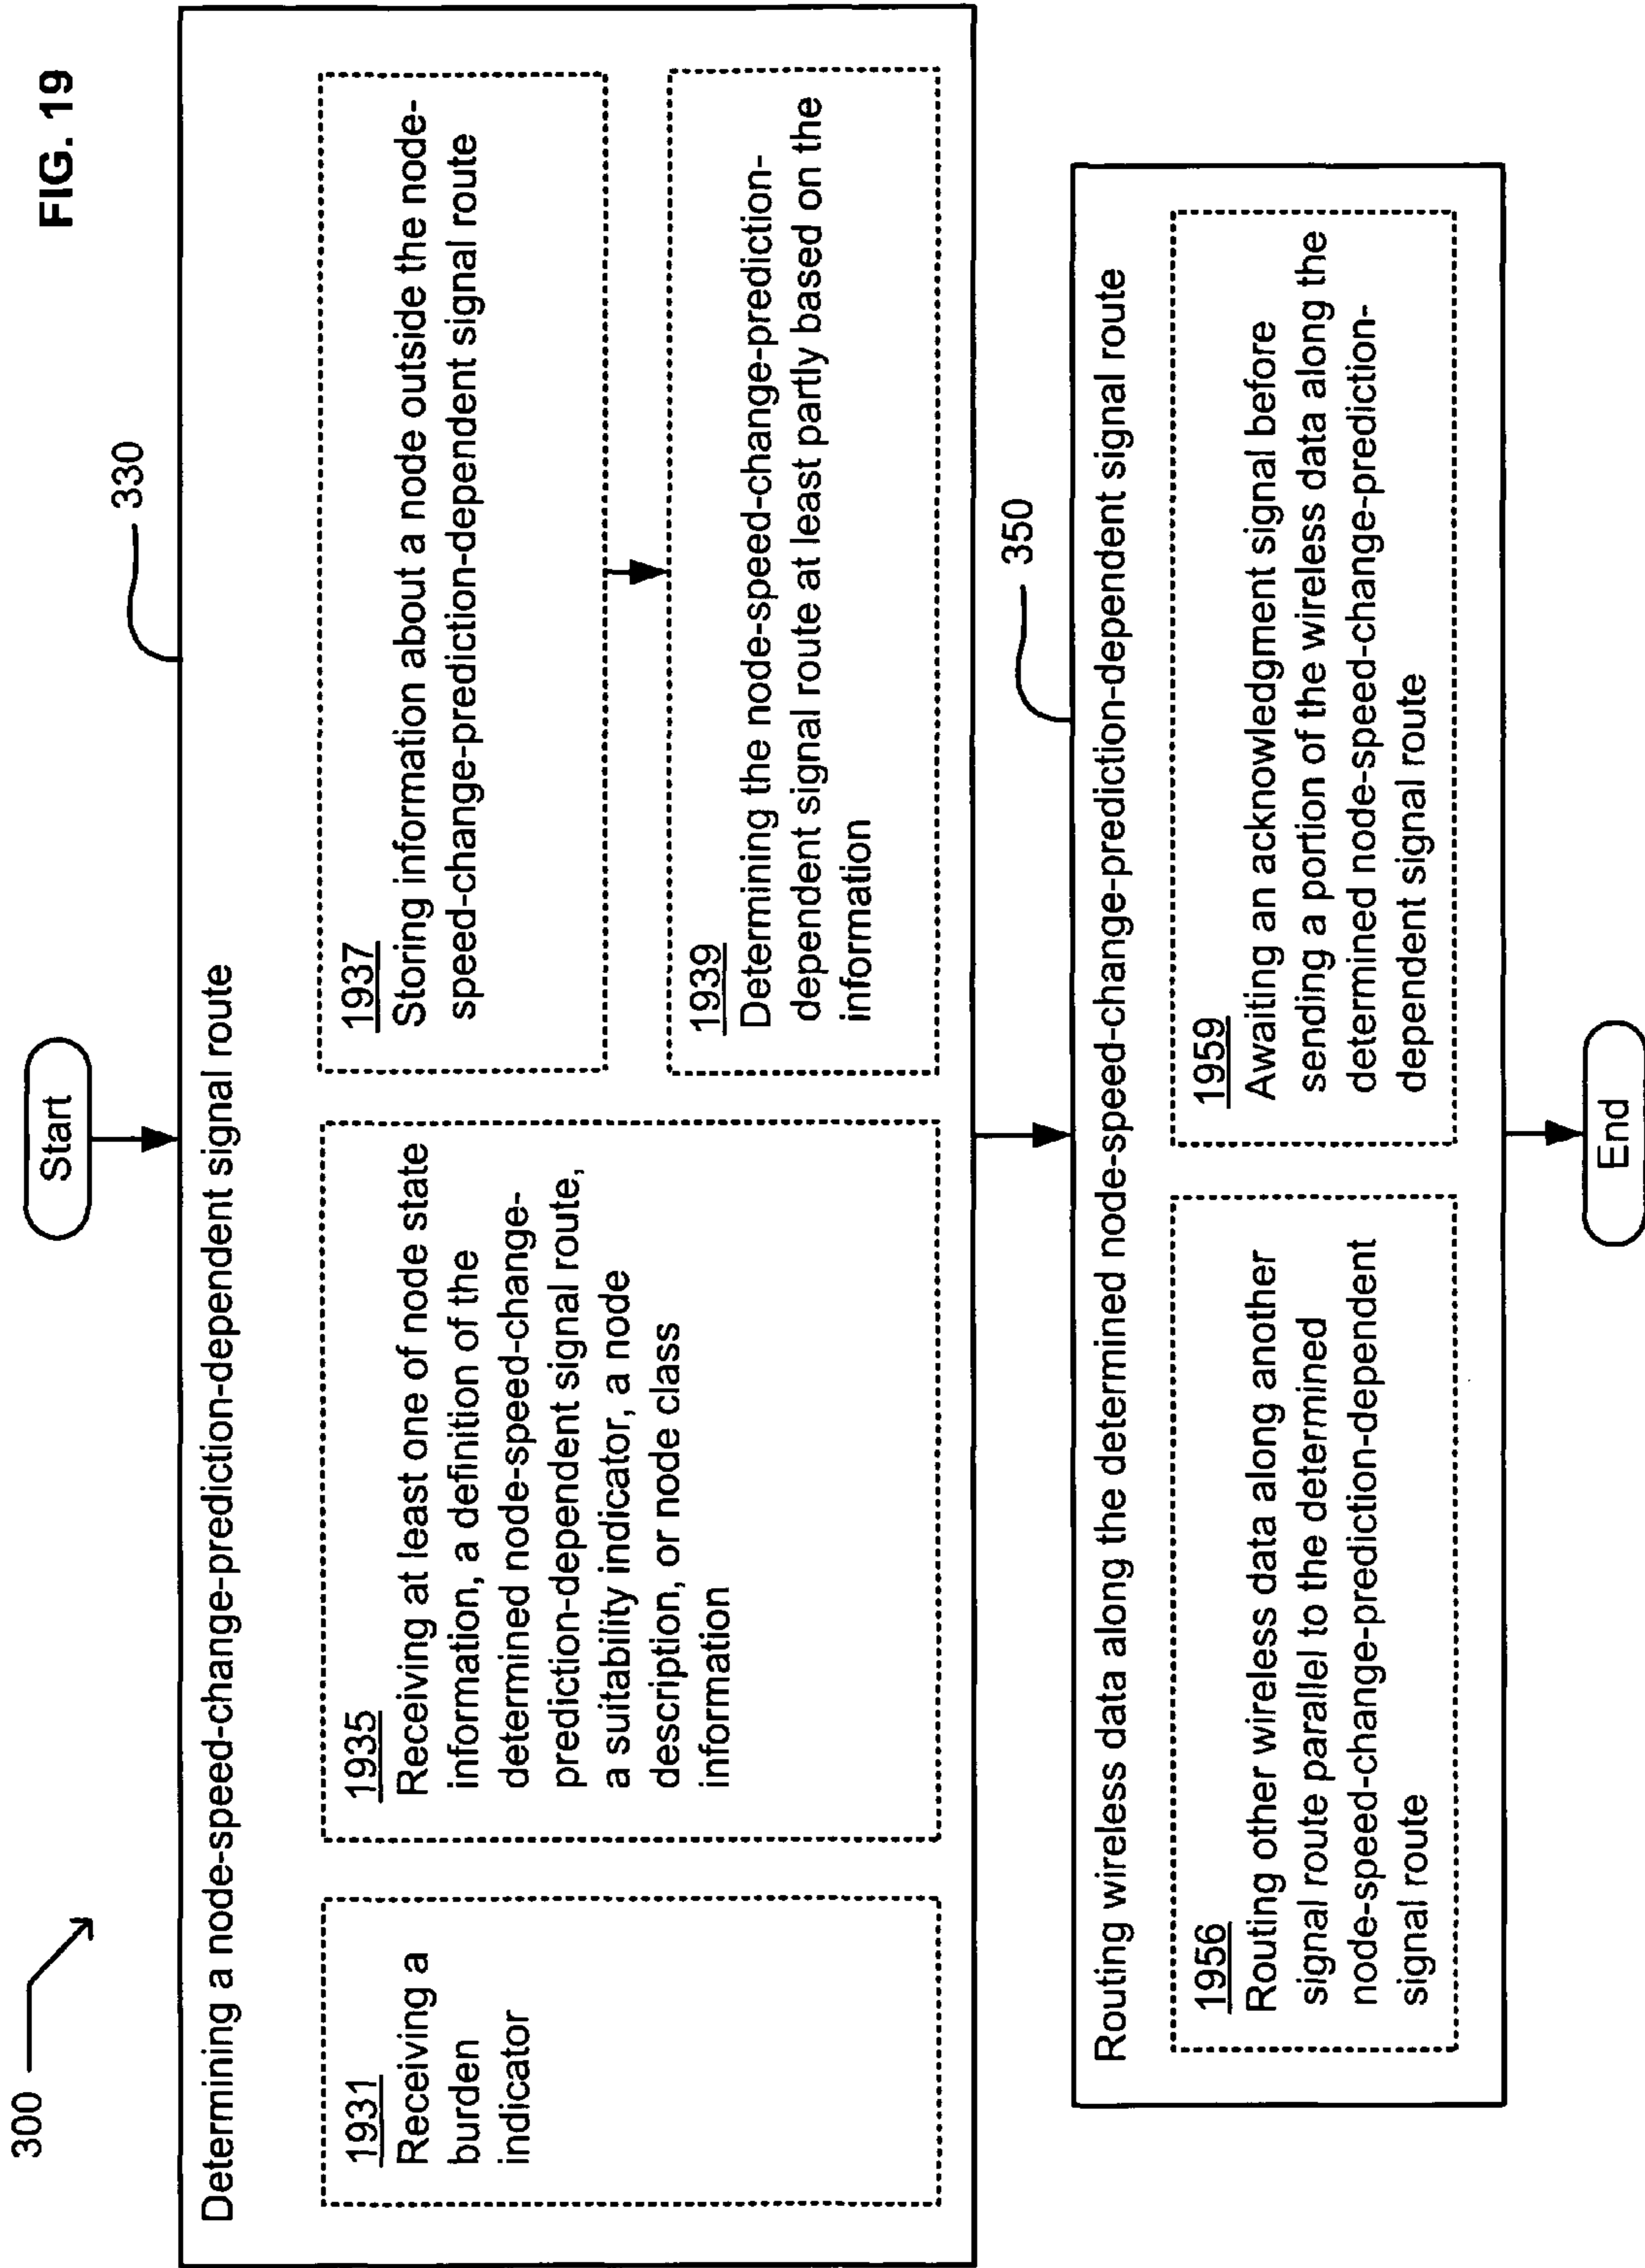 FIG. 19
300
Start
330
Determining a node-speed-change-prediction-dependent signal route
1931
Receiving a
burden
indicator
1935
Receiving at least one of node state
information, a definition of the
determined node-speed-change-
prediction-dependent signal route,
a suitability indicator, a node
description, or node class
information
1937
Storing information about a node outside the node-
speed-change-prediction-dependent signal route
1939
Determining the node-speed-change-prediction-
dependent signal route at least partly based on the
information
350
Routing wireless data along the determined node-speed-change-prediction-dependent signal route
1956
Routing other wireless data along another
signal route parallel to the determined
node-speed-change-prediction-dependent
signal route
1959
Awaiting an acknowledgment signal before
sending a portion of the wireless data along the
determined node-speed-change-prediction-
dependent signal route
End